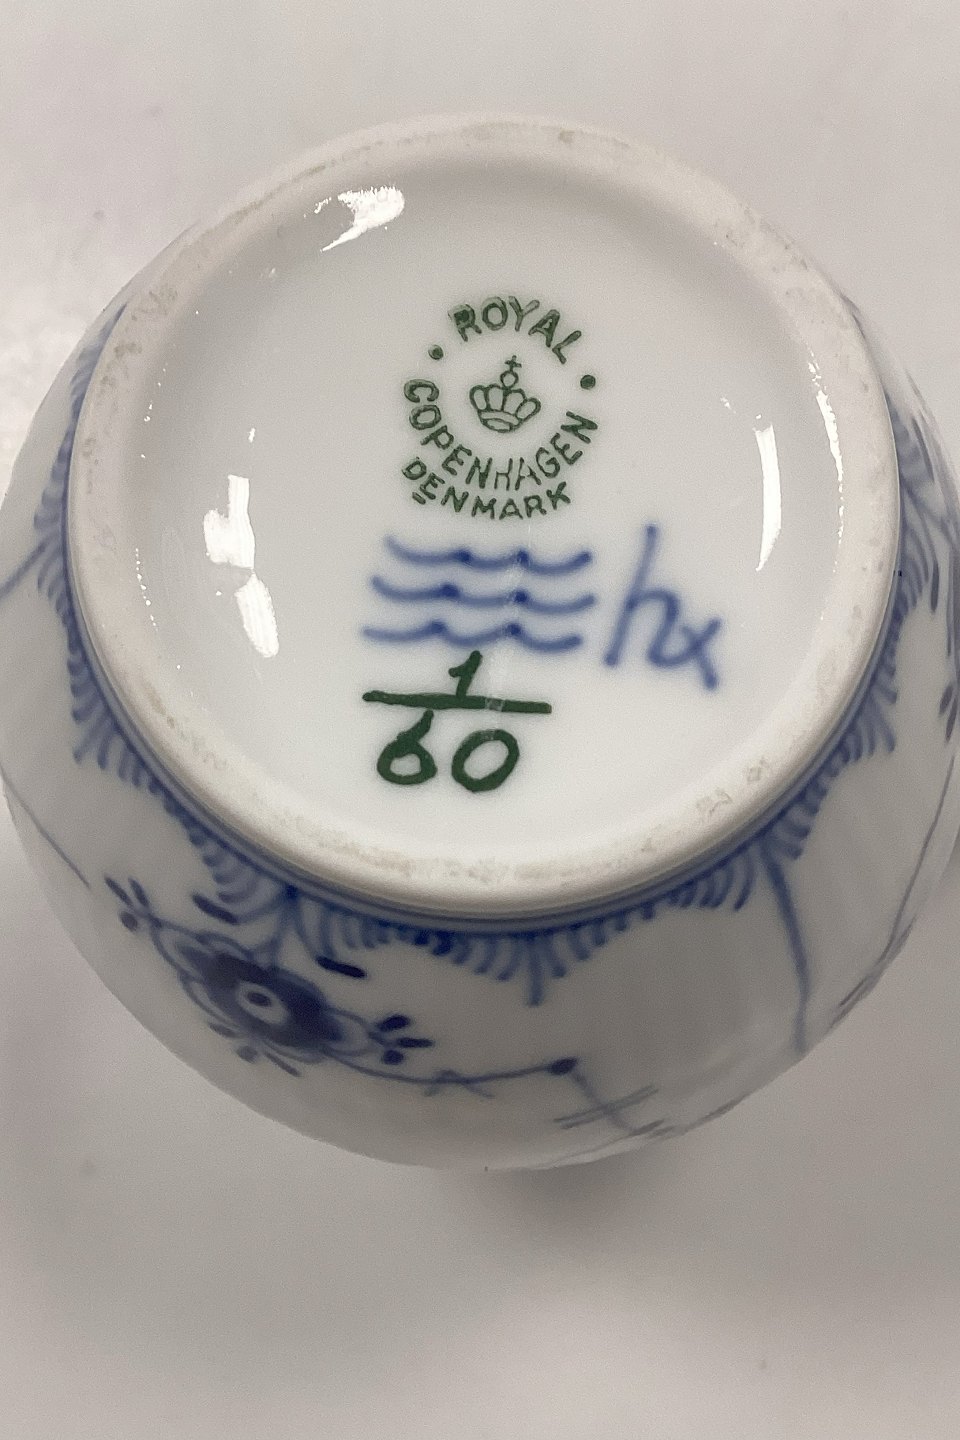 ROYAL
COPENHAGEN
DENMARK
hx
1
60